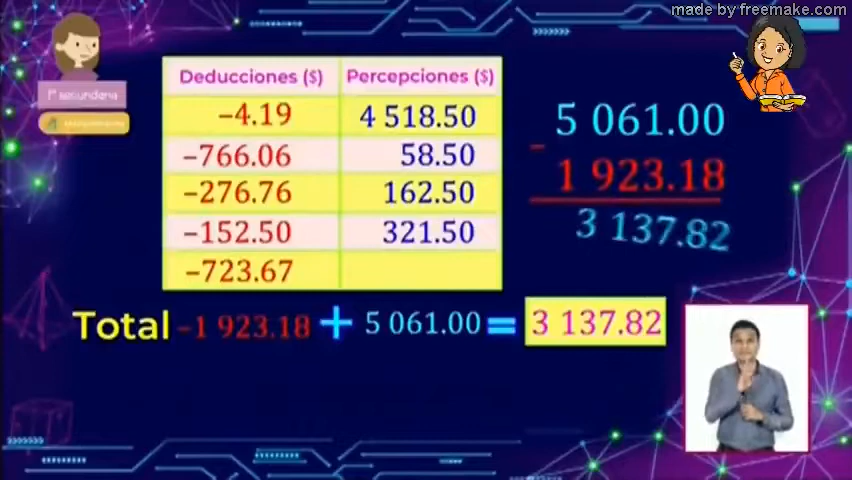 made by freemake.com
1° secundaria
Deducciones ($) Percepciones ($)
−4.19 4 518.50
−766.06 58.50
−276.76 162.50
−152.50 321.50
−723.67
5 061.00
− 1 923.18
3 137.82
Total −1 923.18 + 5 061.00 = 3 137.82